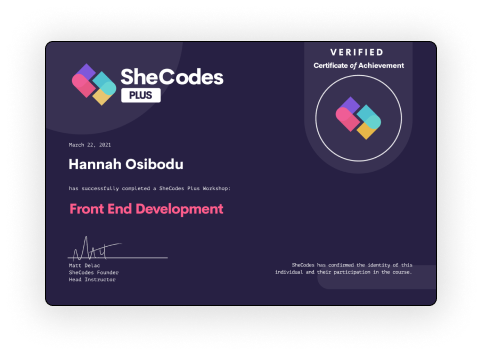 VERIFIED
Certificate of Achievement
SheCodes
PLUS
March 22, 2021
Hannah Osibodu
has successfully completed a SheCodes Plus Workshop:
Front End Development
Matt Delac
SheCodes Founder
Head Instructor
SheCodes has confirmed the identity of this
individual and their participation in the course.